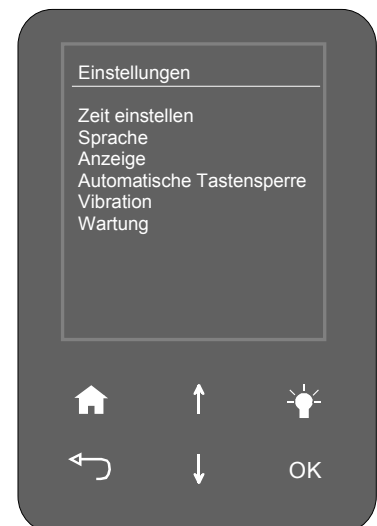 Einstellungen
Zeit einstellen
Sprache
Anzeige
Automatische Tastensperre
Vibration
Wartung
OK